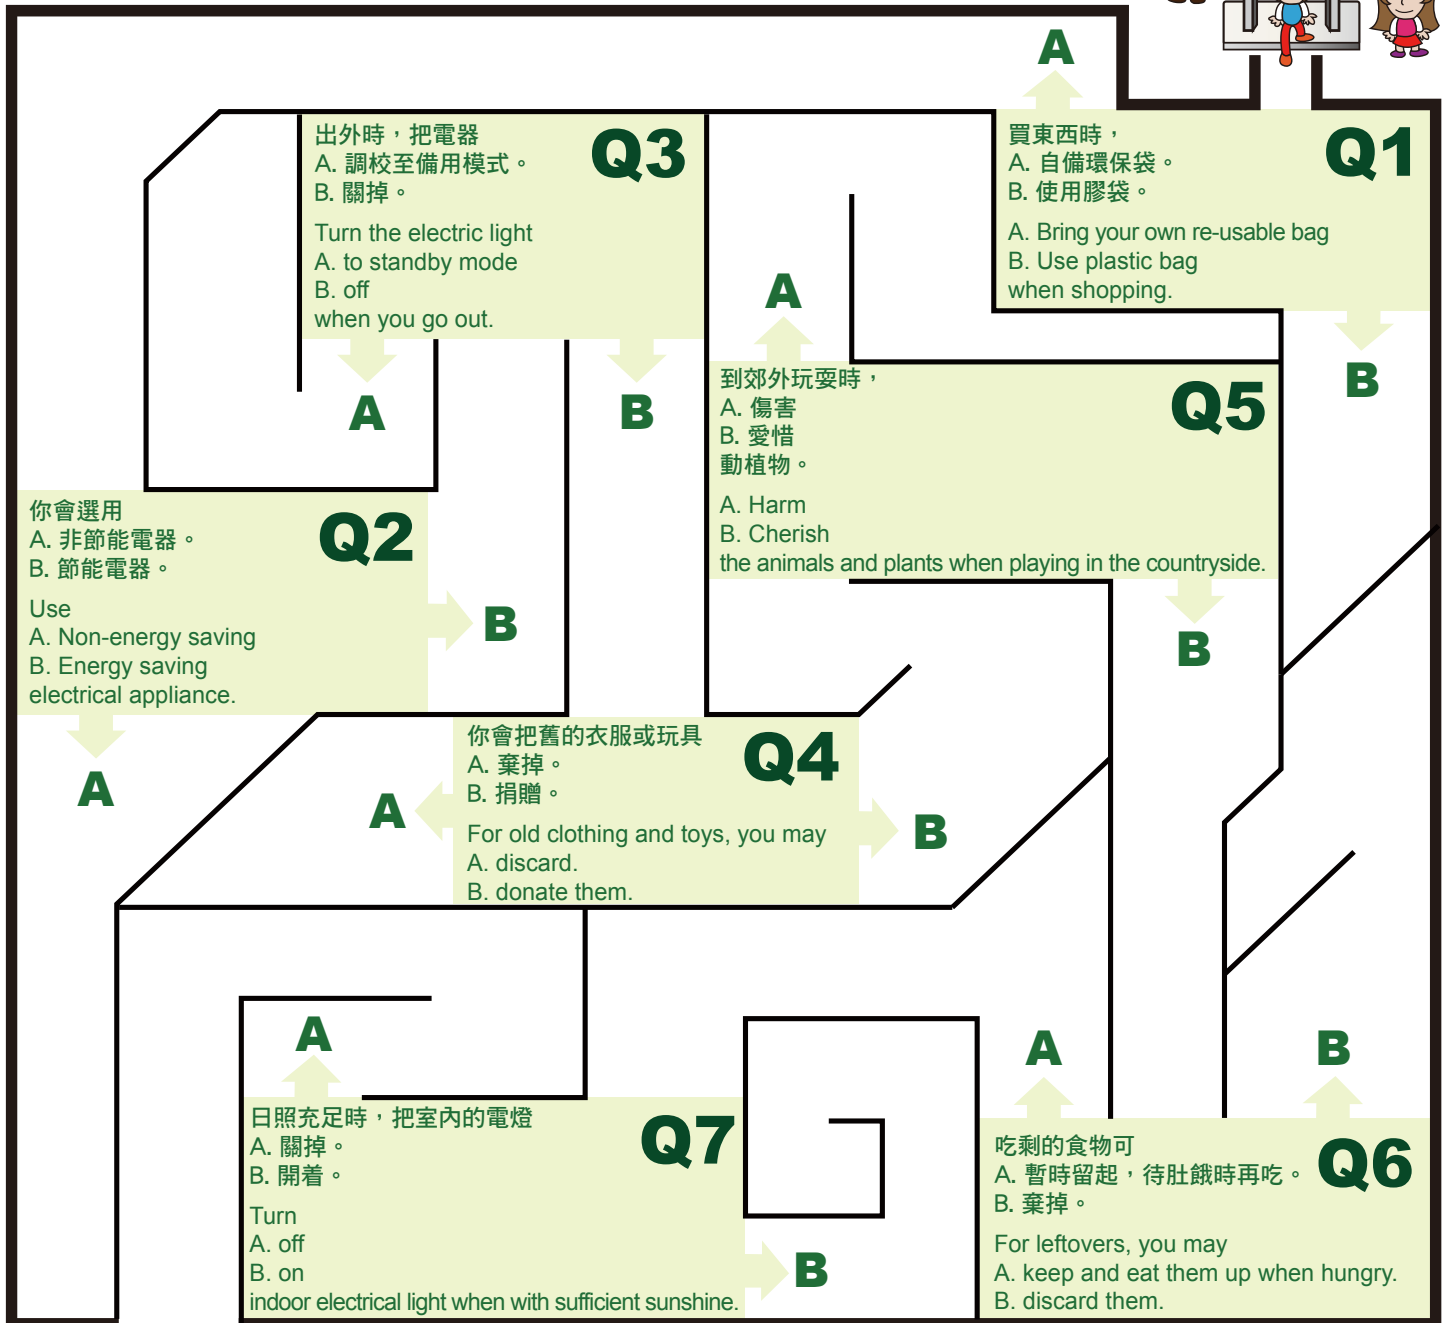 A
買東西時，
Q1
A. 自備環保袋。
B. 使用膠袋。
A. Bring your own re-usable bag
B. Use plastic bag
when shopping.
B
出外時，把電器
Q3
A. 調校至備用模式。
B. 關掉。
Turn the electric light
A. to standby mode
B. off
when you go out.
A
B
A
到郊外玩耍時，
Q5
A. 傷害
B. 愛惜
動植物。
A. Harm
B. Cherish
the animals and plants when playing in the countryside.
B
你會選用
Q2
A. 非節能電器。
B. 節能電器。
Use
A. Non-energy saving
B. Energy saving
electrical appliance.
B
A
你會把舊的衣服或玩具
Q4
A. 棄掉。
B. 捐贈。
For old clothing and toys, you may
A. discard.
B. donate them.
A
B
A
日照充足時，把室內的電燈
Q7
A. 關掉。
B. 開着。
Turn
A. off
B. on
indoor electrical light when with sufficient sunshine.
B
A
B
吃剩的食物可
Q6
A. 暫時留起，待肚餓時再吃。
B. 棄掉。
For leftovers, you may
A. keep and eat them up when hungry.
B. discard them.